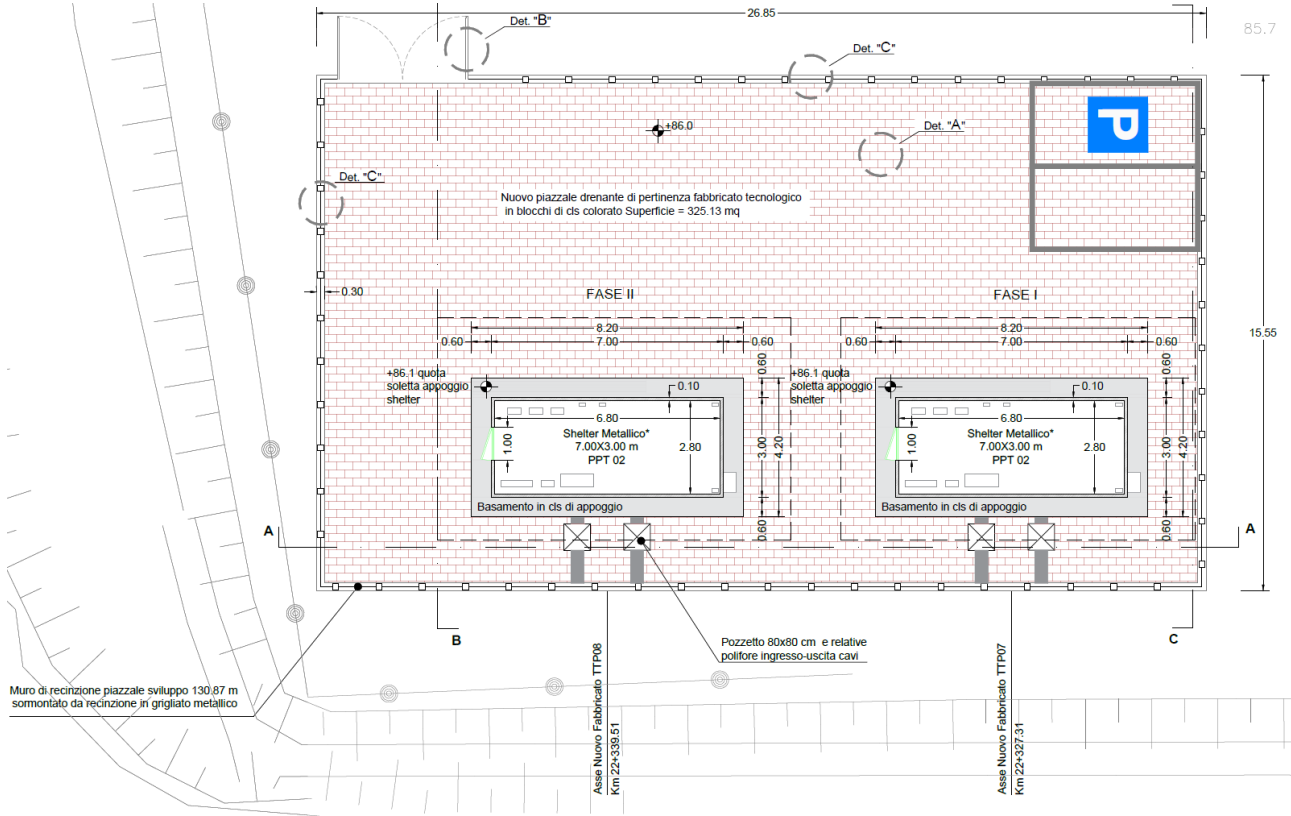 26.85
85.7
Det. "B"
Det. "C"
+86.0
Det. "A"
P
Det. "C"
Nuovo piazzale drenante di pertinenza fabbricato tecnologico
in blocchi di cls colorato Superficie = 325.13 mq
0.30
FASE II
FASE I
15.55
8.20
8.20
0.60
7.00
0.60
0.60
7.00
0.60
+86.1 quota
soletta appoggio
shelter
0.60
+86.1 quota
soletta appoggio
shelter
0.60
0.10
0.10
6.80
6.80
1.00
Shelter Metallico*
7.00X3.00 m
PPT 02
2.80
3.00
4.20
1.00
Shelter Metallico*
7.00X3.00 m
PPT 02
2.80
3.00
4.20
Basamento in cls di appoggio
Basamento in cls di appoggio
0.60
0.60
A
A
B
C
Pozzetto 80x80 cm e relative
polifore ingresso-uscita cavi
Muro di recinzione piazzale sviluppo 130.87 m
sormontato da recinzione in grigliato metallico
Asse Nuovo Fabbricato TTP08
Km 22+339.51
Asse Nuovo Fabbricato TTP07
Km 22+327.31